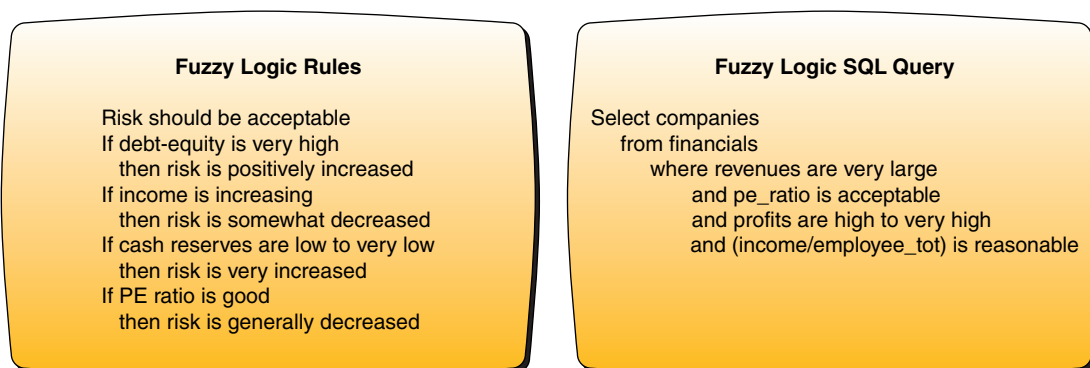 Fuzzy Logic Rules
Risk should be acceptable
If debt-equity is very high
then risk is positively increased
If income is increasing
then risk is somewhat decreased
If cash reserves are low to very low
then risk is very increased
If PE ratio is good
then risk is generally decreased
Fuzzy Logic SQL Query
Select companies
from financials
where revenues are very large
and pe_ratio is acceptable
and profits are high to very high
and (income/employee_tot) is reasonable